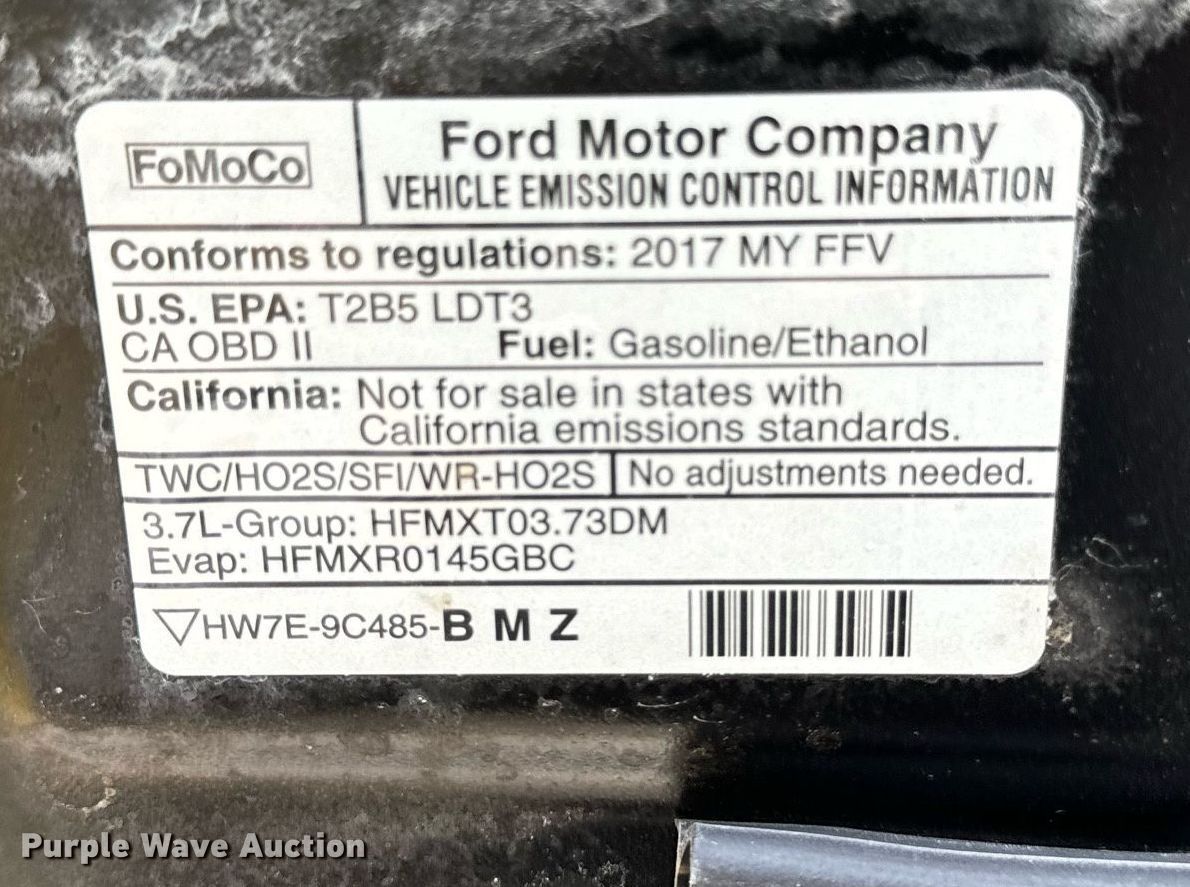 FoMoCo
Ford Motor Company
VEHICLE EMISSION CONTROL INFORMATION
Conforms to regulations: 2017 MY FFV
U.S. EPA: T2B5 LDT3
CA OBD II Fuel: Gasoline/Ethanol
California: Not for sale in states with
California emissions standards.
TWC/HO2S/SFI/WR-HO2S No adjustments needed.
3.7L-Group: HFMXT03.73DM
Evap: HFMXR0145GBC
HW7E-9C485-B M Z
Purple Wave Auction